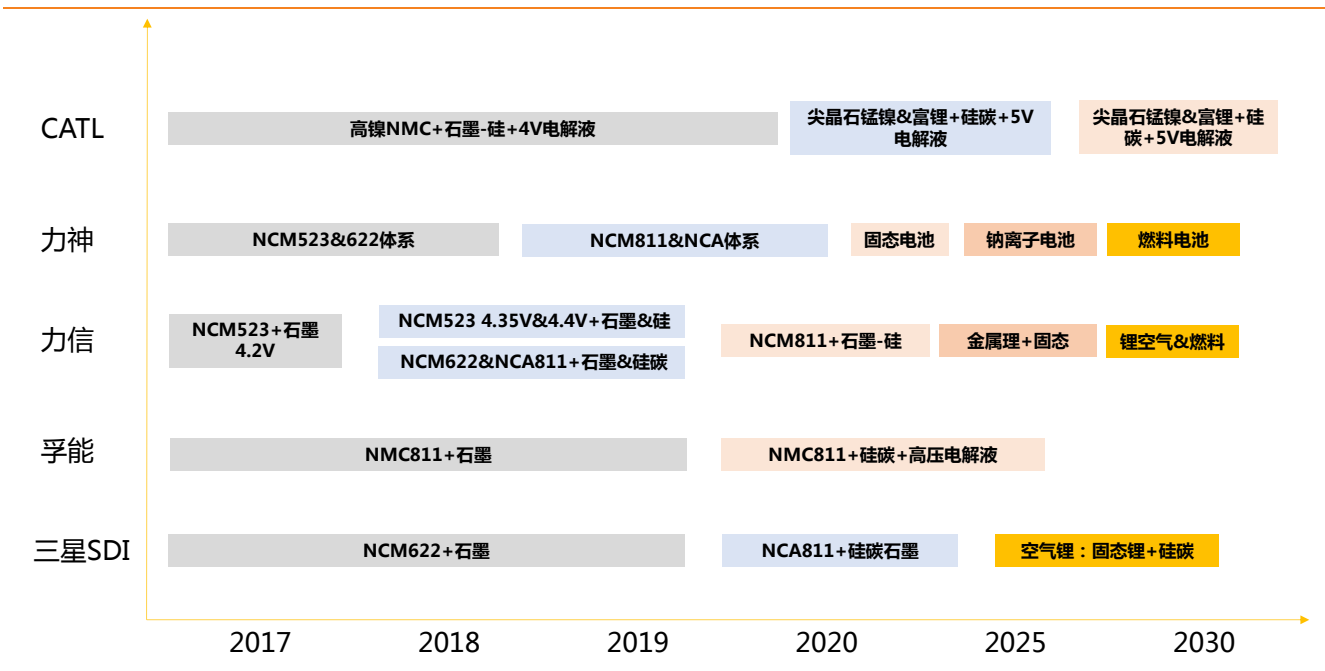 CATL
高镍NMC+石墨-硅+4V电解液
尖晶石锰镍&富锂+硅碳+5V
电解液
尖晶石锰镍&富锂+硅
碳+5V电解液
力神
NCM523&622体系
NCM811&NCA体系
固态电池
钠离子电池
燃料电池
力信
NCM523+石墨
4.2V
NCM523 4.35V&4.4V+石墨&硅
NCM622&NCA811+石墨&硅碳
NCM811+石墨-硅
金属理+固态
锂空气&燃料
孚能
NMC811+石墨
NMC811+硅碳+高压电解液
三星SDI
NCM622+石墨
NCA811+硅碳石墨
空气锂：固态锂+硅碳
2017
2018
2019
2020
2025
2030